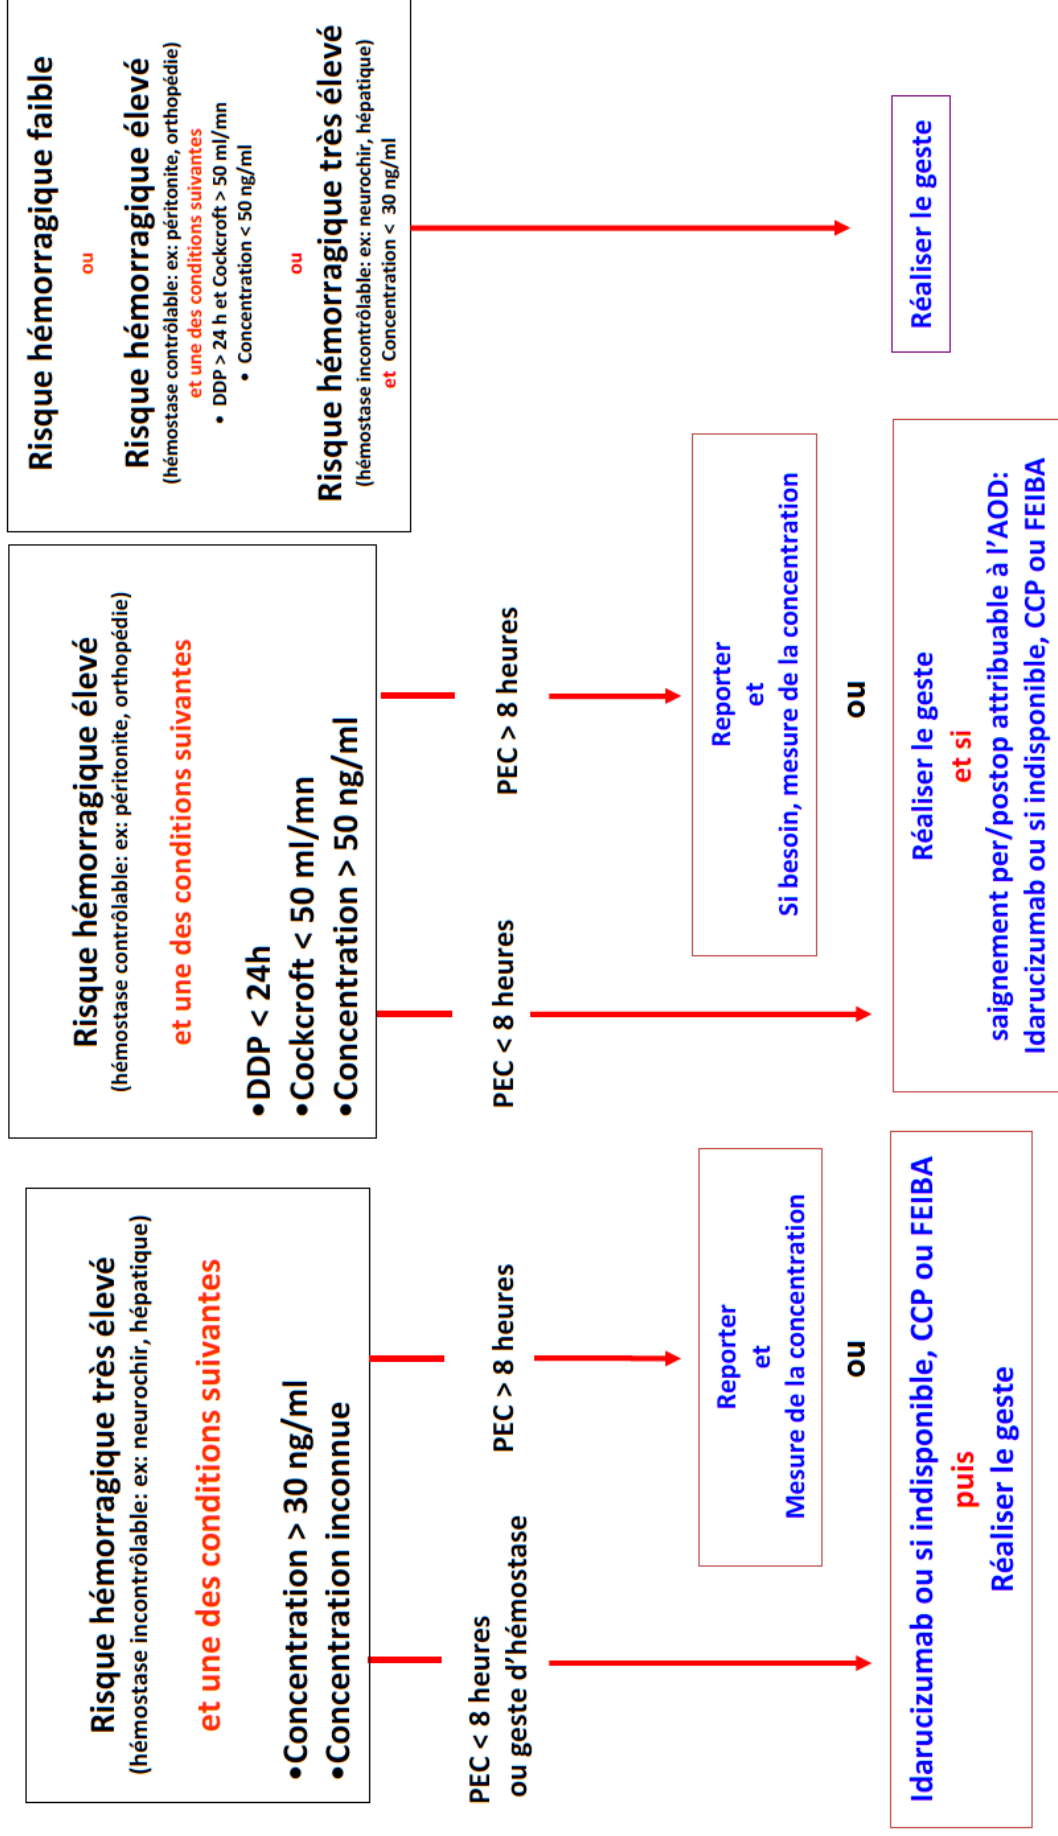 Risque hémorragique très élevé
(hémostase incontrôlable: ex: neurochir, hépatique)
et une des conditions suivantes
•Concentration > 30 ng/ml
•Concentration inconnue
PEC < 8 heures
ou geste d'hémostase
PEC > 8 heures
Reporter
et
Mesure de la concentration
ou
Idarucizumab ou si indisponible, CCP ou FEIBA
puis
Réaliser le geste
Risque hémorragique élevé
(hémostase contrôlable: ex: péritonite, orthopédie)
et une des conditions suivantes
•DDP < 24h
•Cockcroft < 50 ml/mn
•Concentration > 50 ng/ml
PEC < 8 heures
PEC > 8 heures
Reporter
et
Si besoin, mesure de la concentration
ou
Réaliser le geste
et si
saignement per/postop attribuable à l'AOD:
Idarucizumab ou si indisponible, CCP ou FEIBA
Risque hémorragique faible
ou
Risque hémorragique élevé
(hémostase contrôlable: ex: péritonite, orthopédie)
et une des conditions suivantes
• DDP > 24 h et Cockcroft > 50 ml/mn
• Concentration < 50 ng/ml
ou
Risque hémorragique très élevé
(hémostase incontrôlable: ex: neurochir, hépatique)
et Concentration < 30 ng/ml
Réaliser le geste